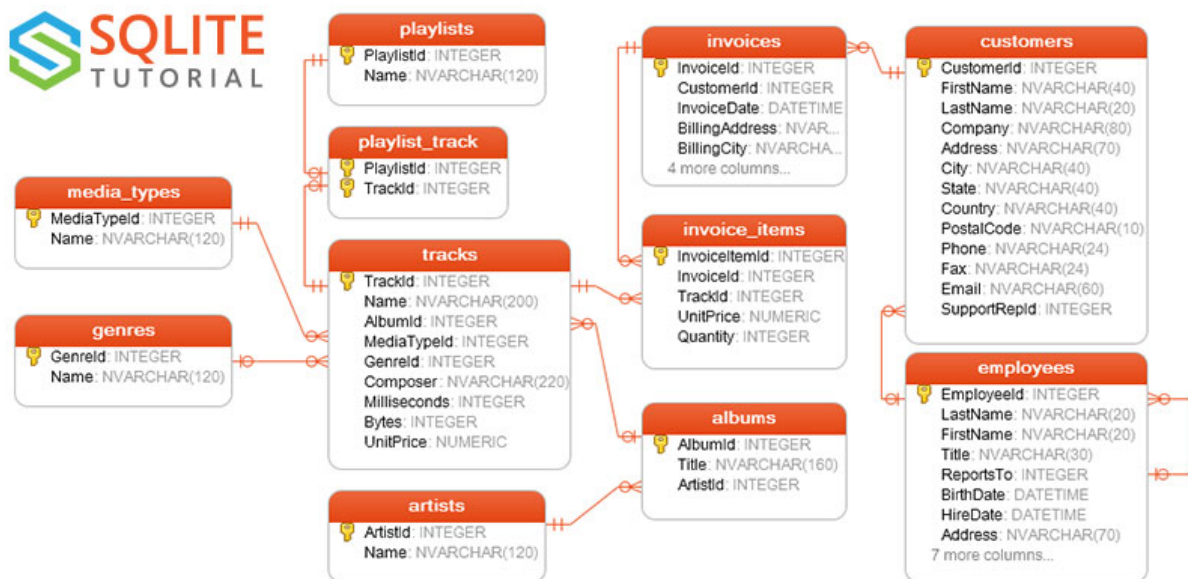 SQLITE
TUTORIAL
playlists
PlaylistId: INTEGER
Name: NVARCHAR(120)
playlist_track
PlaylistId: INTEGER
TrackId: INTEGER
media_types
MediaTypeId: INTEGER
Name: NVARCHAR(120)
genres
GenreId: INTEGER
Name: NVARCHAR(120)
tracks
TrackId: INTEGER
Name: NVARCHAR(200)
AlbumId: INTEGER
MediaTypeId: INTEGER
GenreId: INTEGER
Composer: NVARCHAR(220)
Milliseconds: INTEGER
Bytes: INTEGER
UnitPrice: NUMERIC
artists
ArtistId: INTEGER
Name: NVARCHAR(120)
invoices
InvoiceId: INTEGER
CustomerId: INTEGER
InvoiceDate: DATETIME
BillingAddress: NVAR...
BillingCity: NVARCHA...
4 more columns...
invoice_items
InvoiceItemId: INTEGER
InvoiceId: INTEGER
TrackId: INTEGER
UnitPrice: NUMERIC
Quantity: INTEGER
albums
AlbumId: INTEGER
Title: NVARCHAR(160)
ArtistId: INTEGER
customers
CustomerId: INTEGER
FirstName: NVARCHAR(40)
LastName: NVARCHAR(20)
Company: NVARCHAR(80)
Address: NVARCHAR(70)
City: NVARCHAR(40)
State: NVARCHAR(40)
Country: NVARCHAR(40)
PostalCode: NVARCHAR(10)
Phone: NVARCHAR(24)
Fax: NVARCHAR(24)
Email: NVARCHAR(60)
SupportRepId: INTEGER
employees
EmployeeId: INTEGER
LastName: NVARCHAR(20)
FirstName: NVARCHAR(20)
Title: NVARCHAR(30)
ReportsTo: INTEGER
BirthDate: DATETIME
HireDate: DATETIME
Address: NVARCHAR(70)
7 more columns...